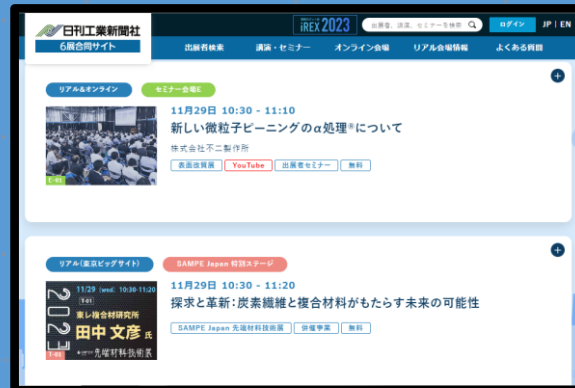 日刊工業新聞社
6展合同サイト
iREX 2023
出展者、講演、セミナーを検索
ログイン
JP | EN
出展者検索
講演・セミナー
オンライン会場
リアル会場情報
よくある質問
リアル&オンライン
セミナー会場E
11月29日 10:30 - 11:10
新しい微粒子ピーニングのα処理®について
株式会社不二製作所
表面改質展
YouTube
出展者セミナー
無料
E-01
リアル(東京ビッグサイト)
SAMPE Japan 特別ステージ
11月29日 10:30 - 11:20
探求と革新:炭素繊維と複合材料がもたらす未来の可能性
SAMPE Japan 先端材料技術展
併催事業
無料
11/29 (wed) 10:30-11:20
T-01
東レ複合材研究所
田中 文彦 氏
先端材料技術展
T-01